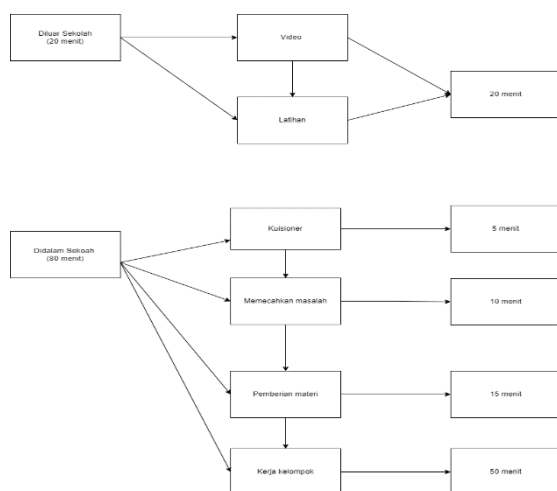 Diluar Sekolah
(20 menit)
Video
Latihan
20 menit
Didalam Sekoah
(80 menit)
Kuisioner
5 menit
Memecahkan masalah
10 menit
Pemberian materi
15 menit
Kerja kelompok
50 menit